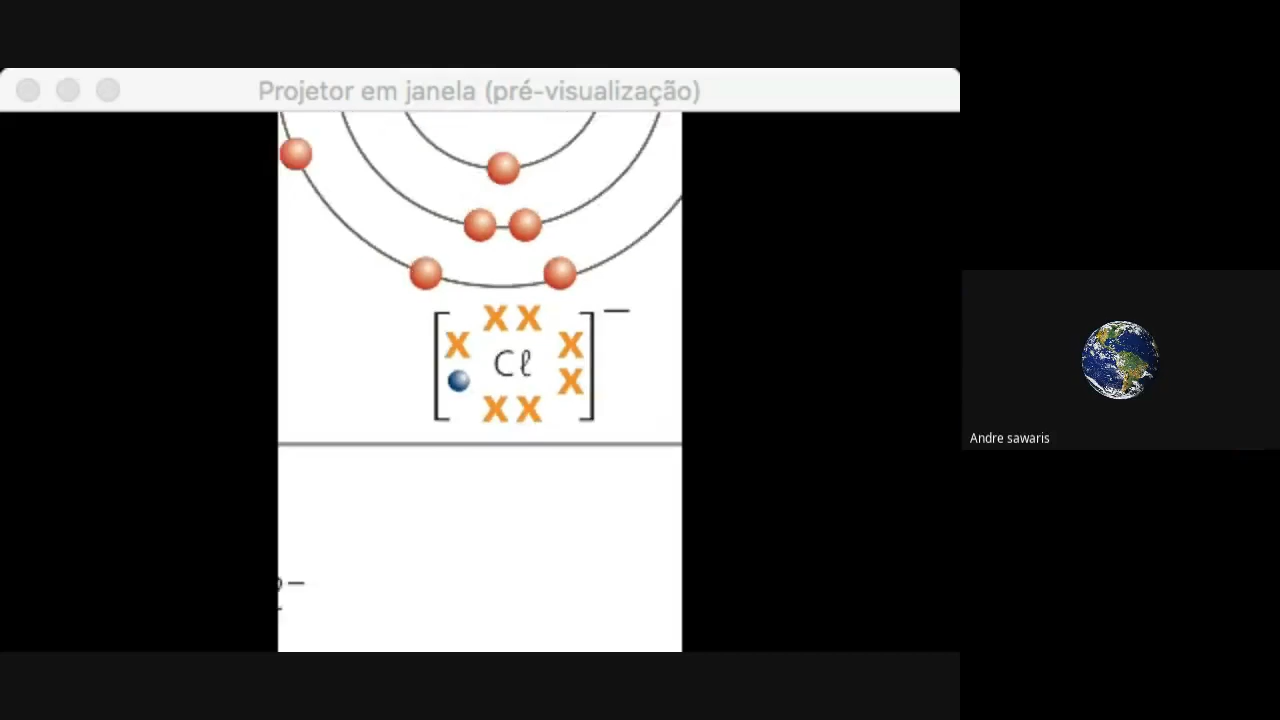 Projetor em janela (pré-visualização)
[ x x x Cℓ x x x x ] −
Andre sawaris